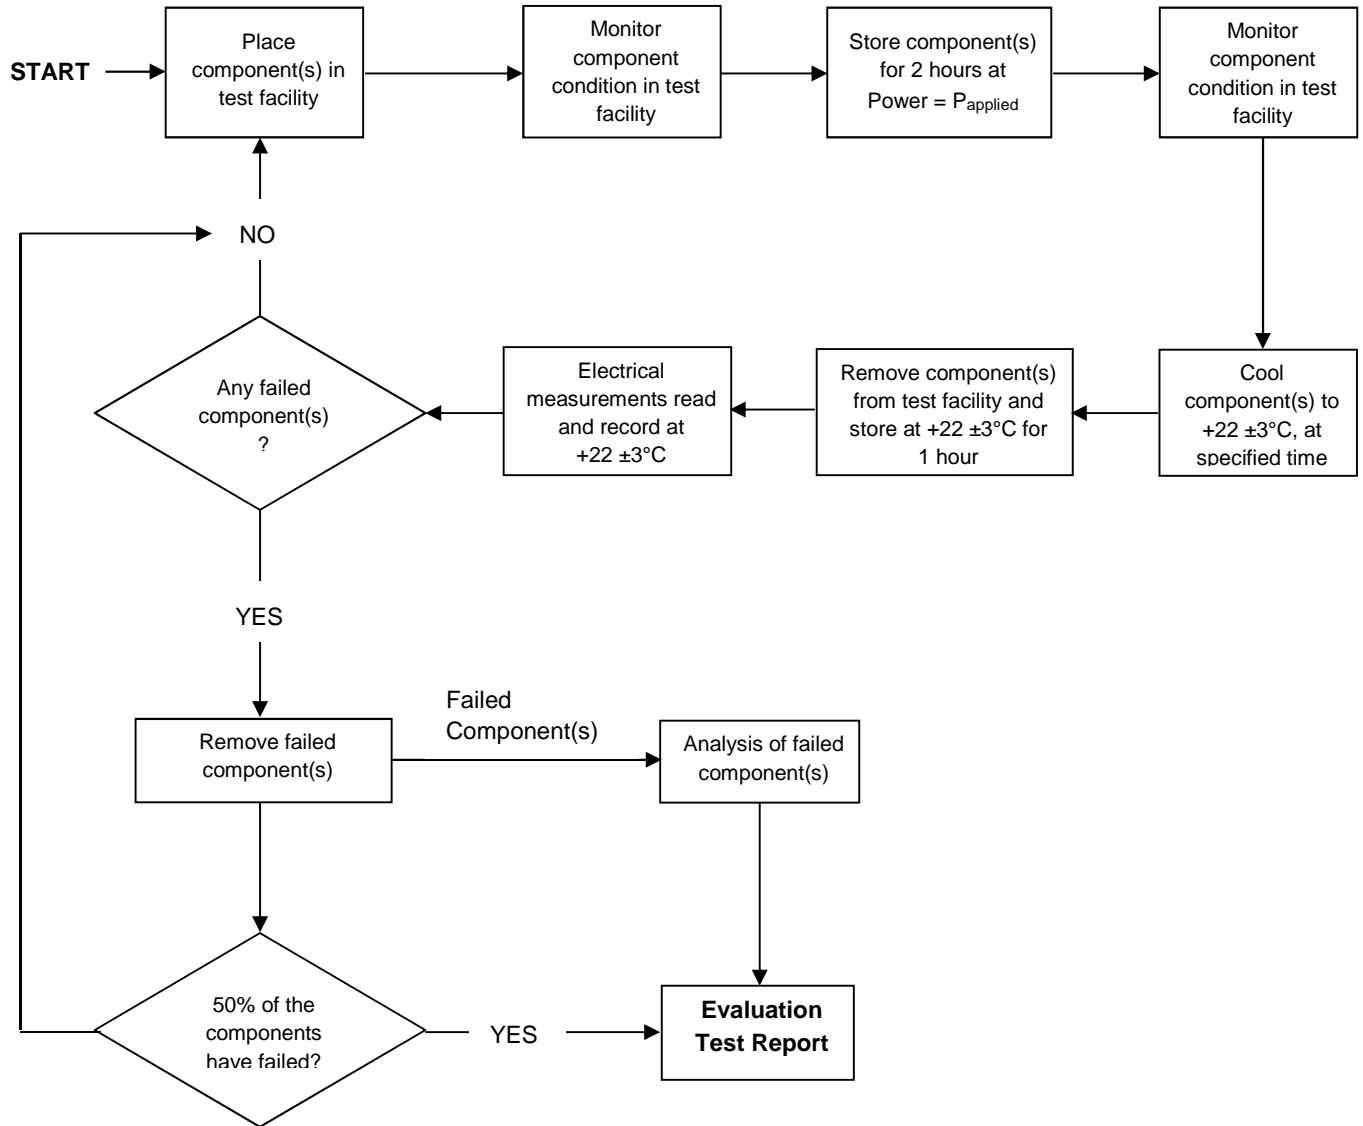 START
Place
component(s) in
test facility
Monitor
component
condition in test
facility
Store component(s)
for 2 hours at
Power = Papplied
Monitor
component
condition in test
facility
NO
Any failed
component(s)
?
Electrical
measurements read
and record at
+22 ±3°C
Remove component(s)
from test facility and
store at +22 ±3°C for
1 hour
Cool
component(s) to
+22 ±3°C, at
specified time
YES
Remove failed
component(s)
Failed
Component(s)
Analysis of failed
component(s)
50% of the
components
have failed?
YES
Evaluation
Test Report